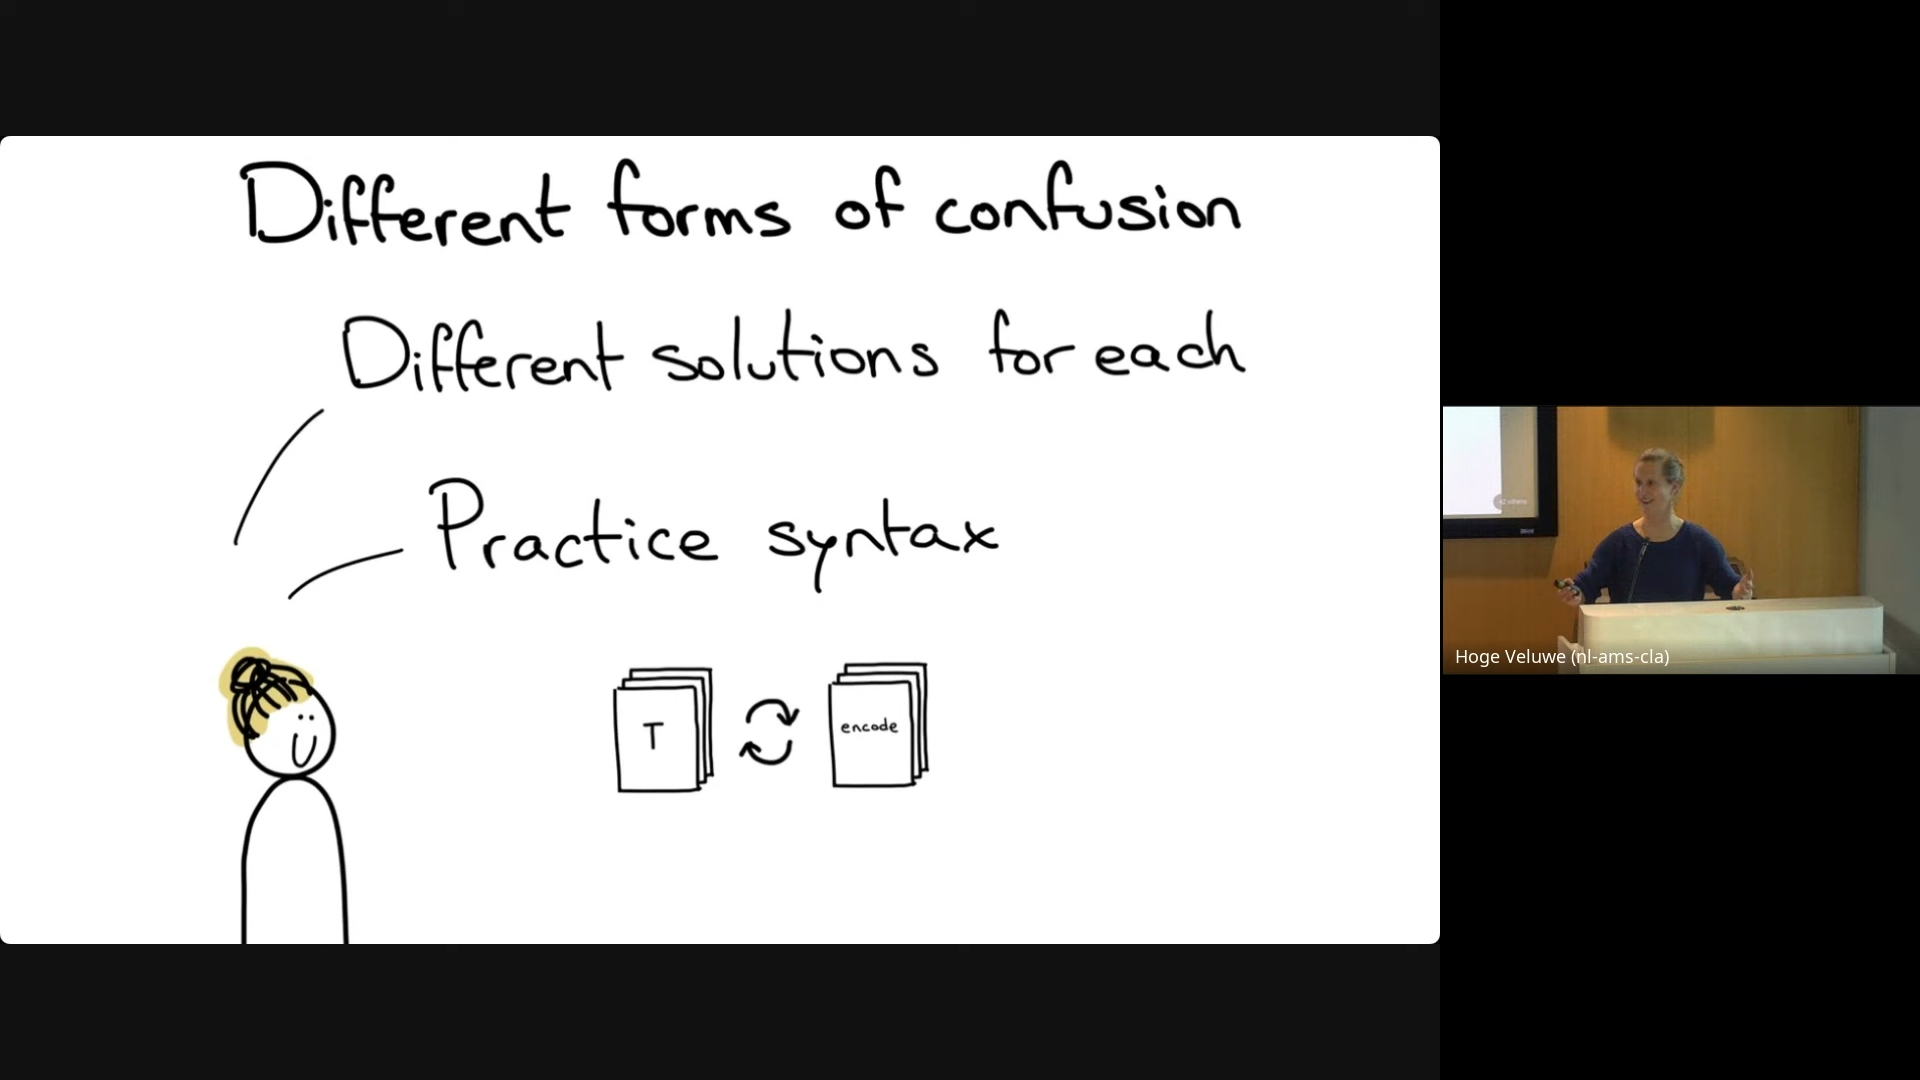 Different forms of confusion
Different solutions for each
Practice syntax
T
encode
Hoge Veluwe (nl-ams-cla)